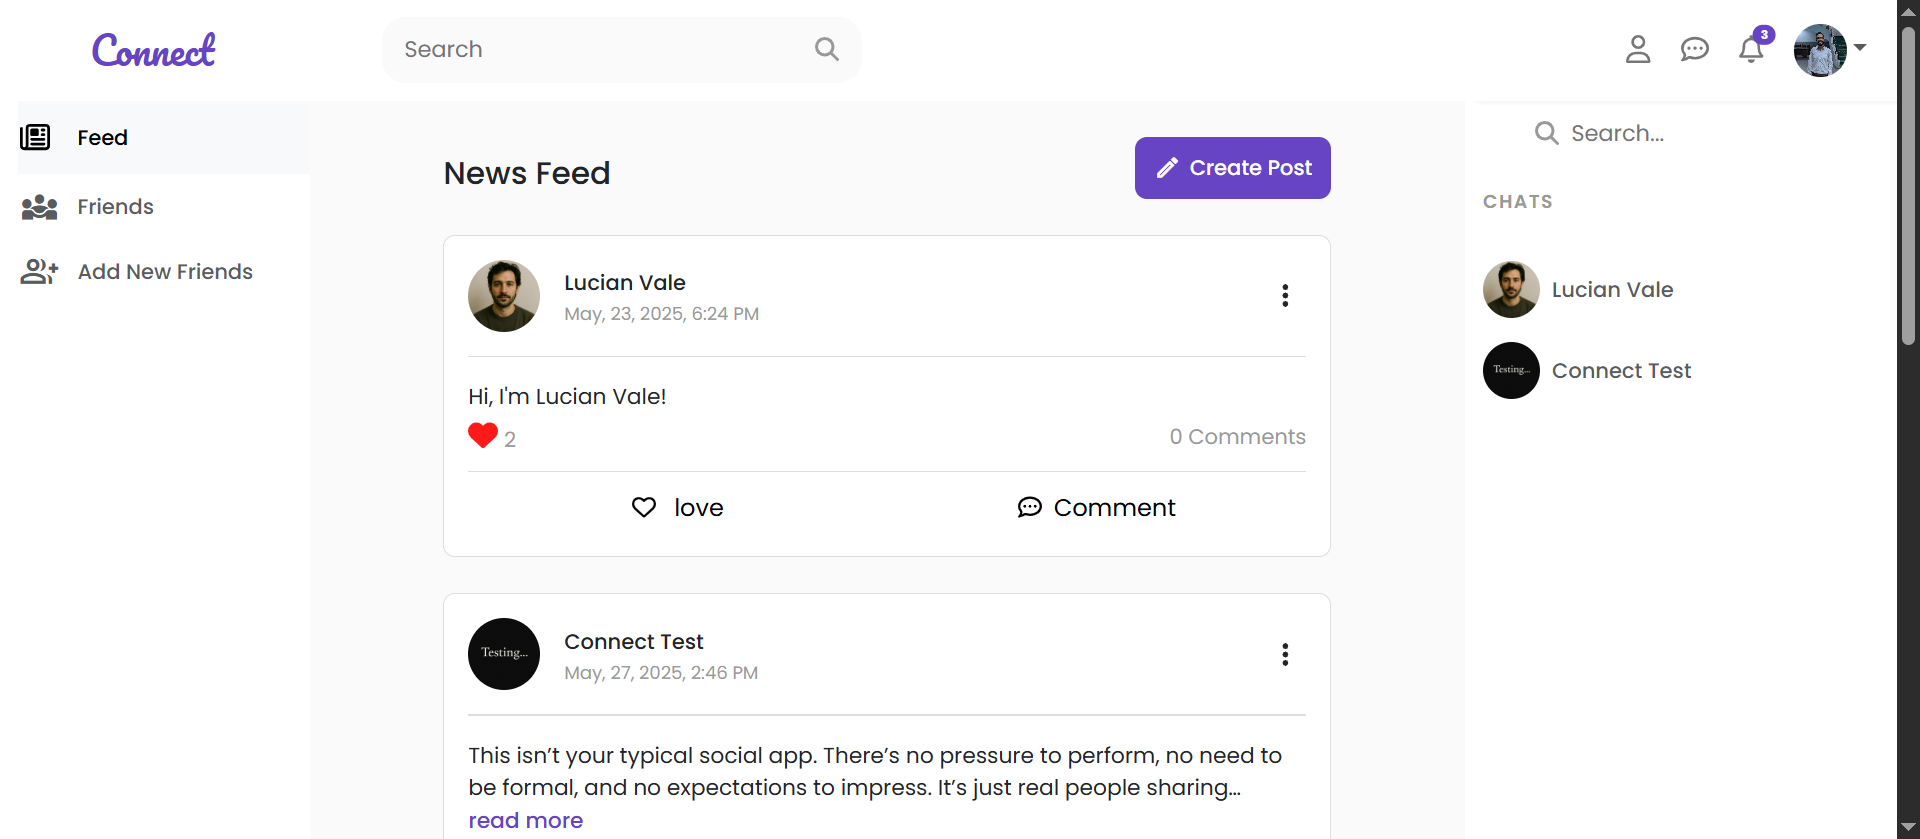 Connect
Search
3
Feed
Friends
Add New Friends
News Feed
Create Post
Lucian Vale
May, 23, 2025, 6:24 PM
Hi, I'm Lucian Vale!
2
0 Comments
love
Comment
Testing...
Connect Test
May, 27, 2025, 2:46 PM
This isn’t your typical social app. There’s no pressure to perform, no need to
be formal, and no expectations to impress. It’s just real people sharing...
read more
Search...
CHATS
Lucian Vale
Testing...
Connect Test